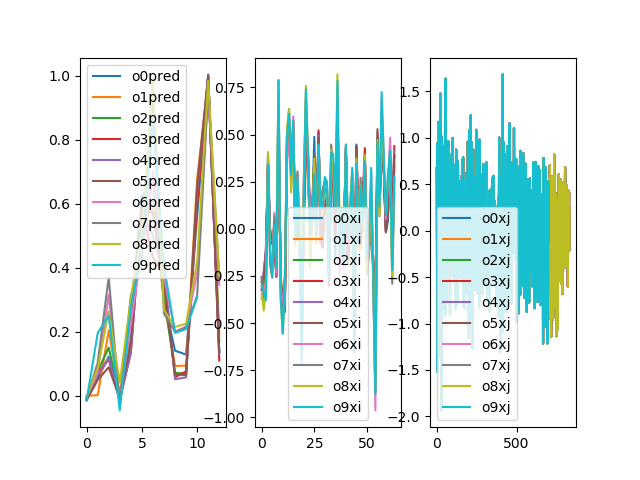 1.0
0.8
0.6
0.4
0.2
0.0
0
5
10
o0pred
o1pred
o2pred
o3pred
o4pred
o5pred
o6pred
o7pred
o8pred
o9pred
0.75
0.50
0.25
0.00
−0.25
−0.50
−0.75
−1.00
0
25
50
o0xi
o1xi
o2xi
o3xi
o4xi
o5xi
o6xi
o7xi
o8xi
o9xi
1.5
1.0
0.5
0.0
−0.5
−1.0
−1.5
−2.0
0
500
o0xj
o1xj
o2xj
o3xj
o4xj
o5xj
o6xj
o7xj
o8xj
o9xj